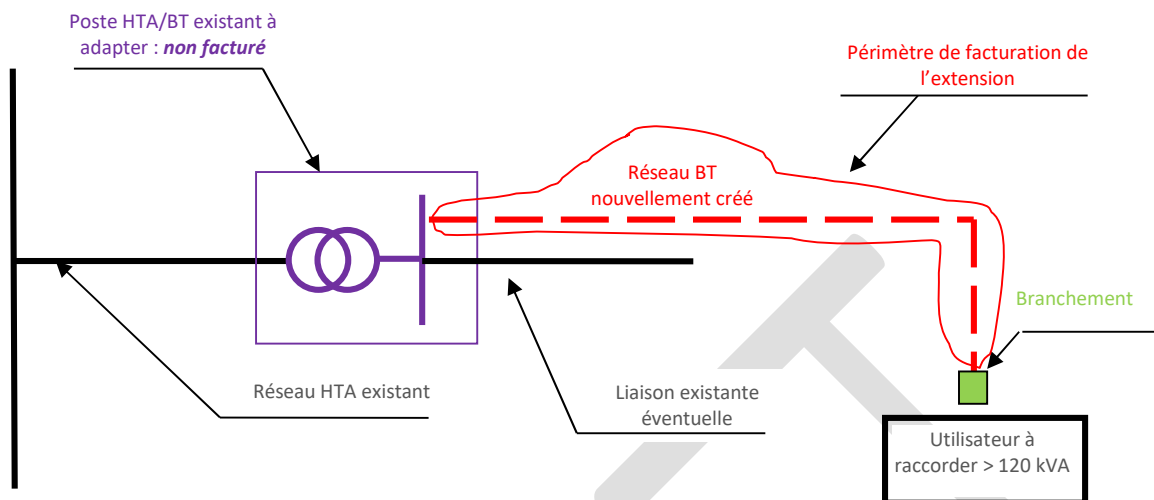 Poste HTA/BT existant à
adapter : non facturé
Périmètre de facturation de
l’extension
Réseau BT
nouvellement créé
Branchement
Réseau HTA existant
Liaison existante
éventuelle
Utilisateur à
raccorder > 120 kVA